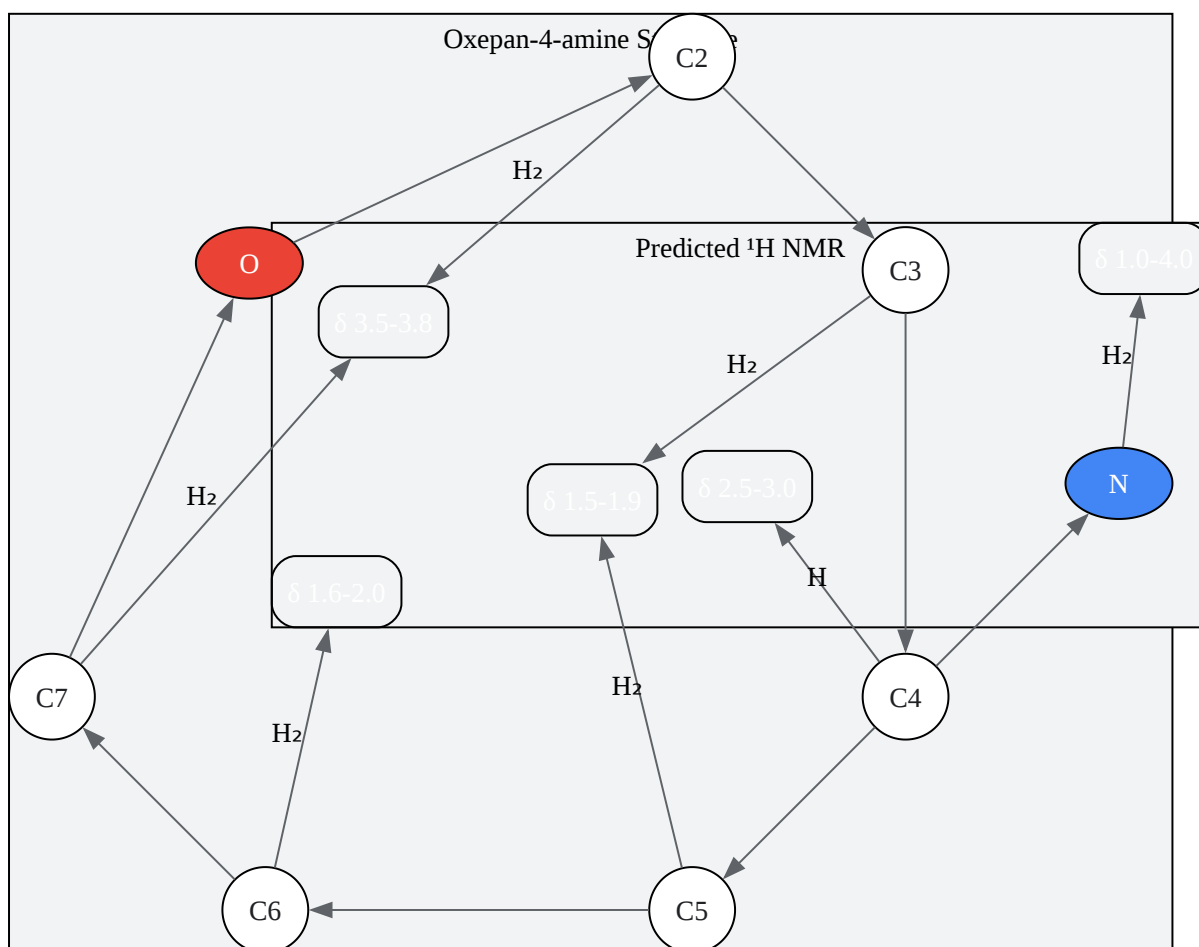 Oxepan-4-amine
C2
H₂
O
Predicted ¹H NMR
C3
δ 1.0-4.0
δ 3.5-3.8
H₂
H₂
H₂
δ 1.5-1.9
δ 2.5-3.0
N
H
δ 1.6-2.0
H₂
C7
C4
H₂
C6
C5